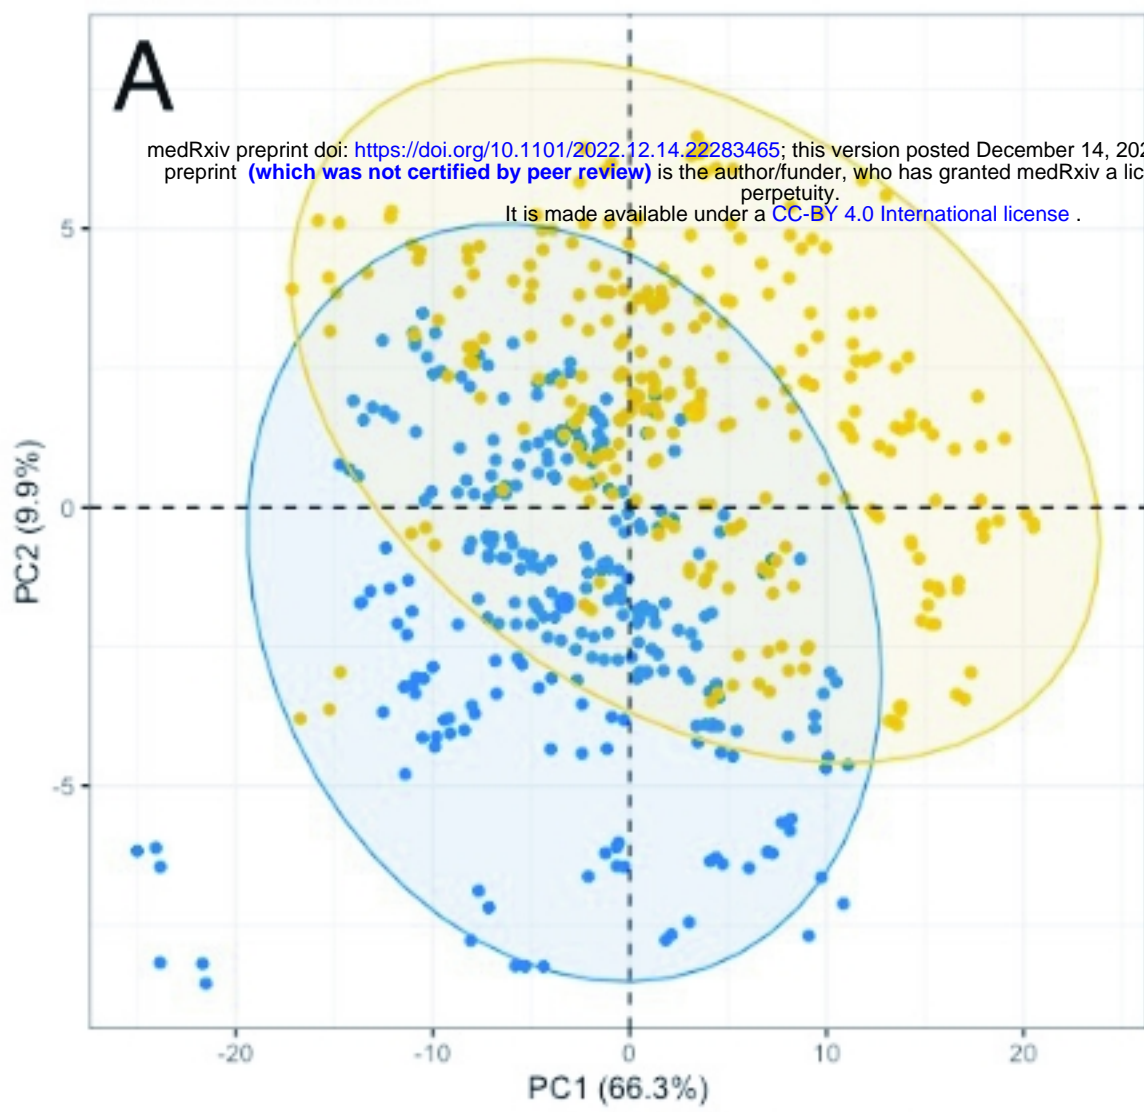 A
medRxiv preprint doi: https://doi.org/10.1101/2022.12.14.22283465; this version posted December 14, 202
preprint (which was not certified by peer review) is the author/funder, who has granted medRxiv a lic
perpetuity.
It is made available under a CC-BY 4.0 International license .
5
0
-5
PC2 (9.9%)
-20 -10 0 10 20
PC1 (66.3%)